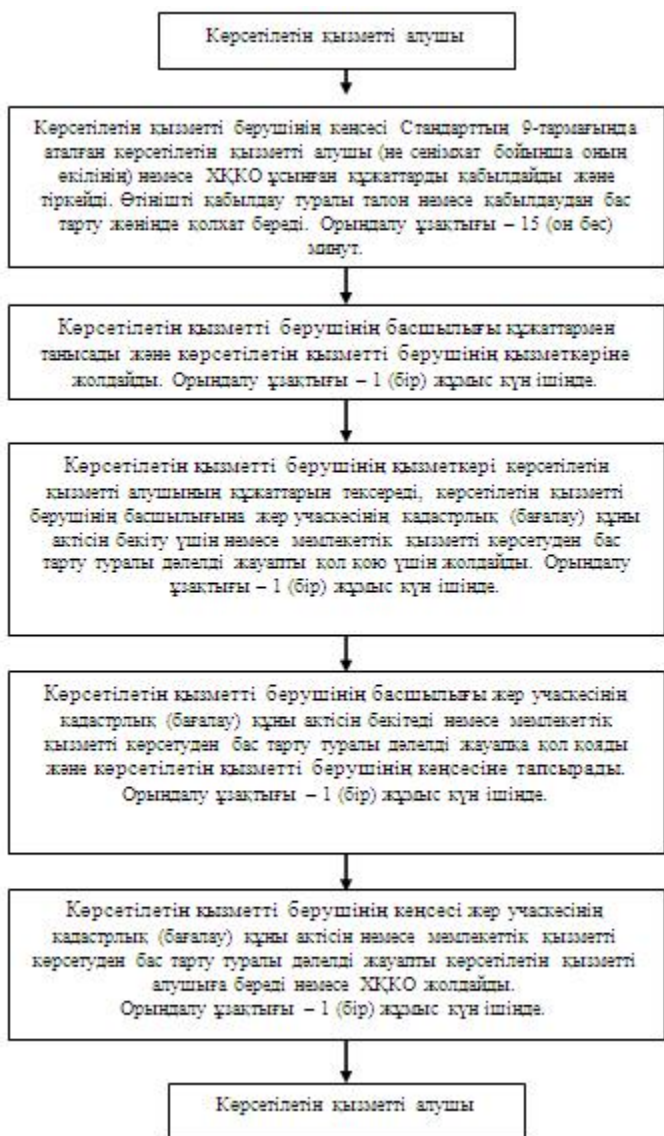 Көрсетілетін қызметті алушы
Көрсетілетін қызметті берушінің кеңсесі Стандарттың 9-тармағында
аталған көрсетілетін қызметті алушы (не сенімхат бойынша оның
өкілінің) немесе ХҚКО ұсынған құжаттарды қабылдайды және
тіркейді. Өтінішті қабылдау туралы талон немесе қабылдаудан бас
тарту жөнінде қолхат береді. Орындалу ұзақтығы – 15 (он бес)
минут.
Көрсетілетін қызметті берушінің басшылығы құжаттармен
танысады және көрсетілетін қызметті берушінің қызметкеріне
жолдайды. Орындалу ұзақтығы – 1 (бір) жұмыс күн ішінде.
Көрсетілетін қызметті берушінің қызметкері көрсетілетін
қызметті алушының құжаттарын тексереді, көрсетілетін қызметті
берушінің басшылығына жер учаскесінің кадастрлық (бағалау) құны
актісін бекіту үшін немесе мемлекеттік қызметті көрсетуден бас
тарту туралы дәлелді жауапты қол қою үшін жолдайды. Орындалу
ұзақтығы – 1 (бір) жұмыс күн ішінде.
Көрсетілетін қызметті берушінің басшылығы жер учаскесінің
кадастрлық (бағалау) құны актісін бекітеді немесе мемлекеттік
қызметті көрсетуден бас тарту туралы дәлелді жауапқа қол қояды
және көрсетілетін қызметті берушінің кеңсесіне тапсырады.
Орындалу ұзақтығы – 1 (бір) жұмыс күн ішінде.
Көрсетілетін қызметті берушінің кеңсесі жер учаскесінің
кадастрлық (бағалау) құны актісін немесе мемлекеттік қызметті
көрсетуден бас тарту туралы дәлелді жауапты көрсетілетін қызметті
алушыға береді немесе ХҚКО жолдайды.
Орындалу ұзақтығы – 1 (бір) жұмыс күн ішінде.
Көрсетілетін қызметті алушы